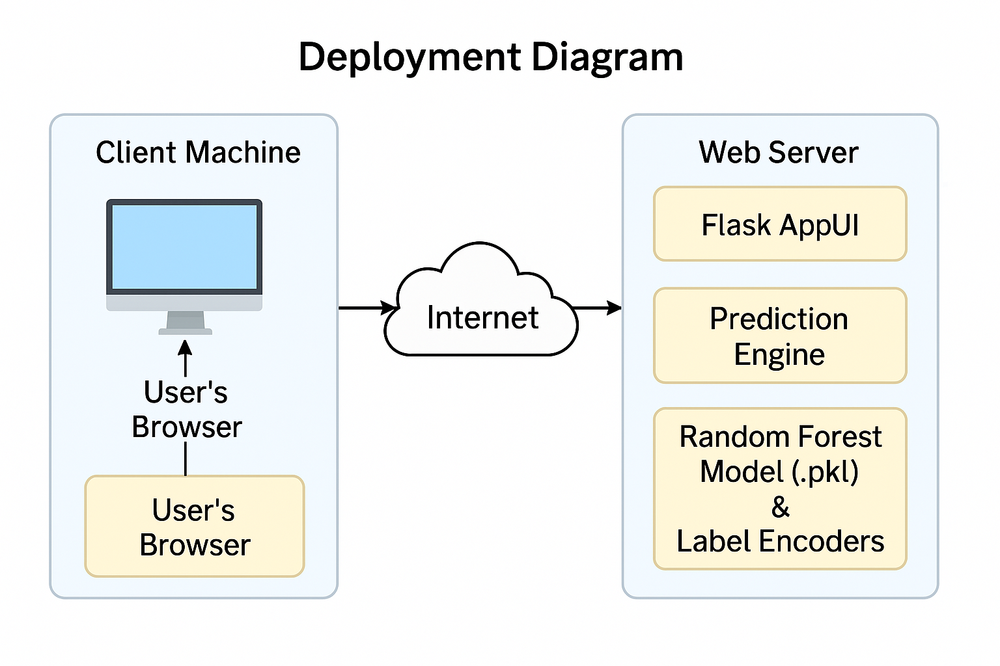 Deployment Diagram
Client Machine
User's
Browser
User's
Browser
Internet
Web Server
Flask AppUI
Prediction
Engine
Random Forest
Model (.pkl)
&
Label Encoders